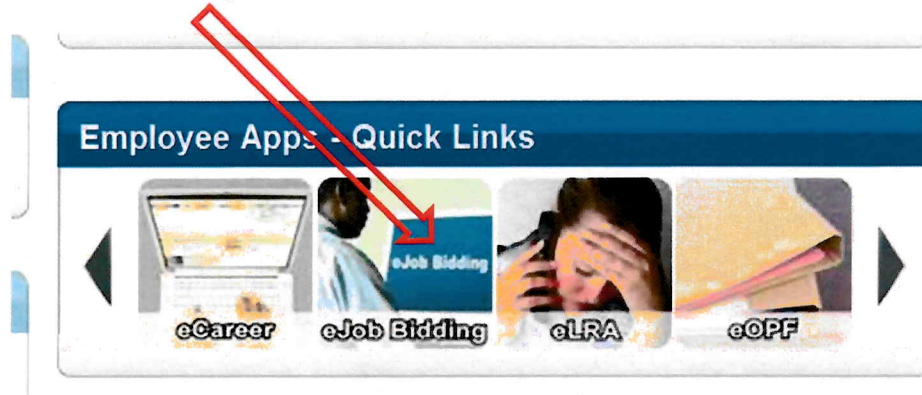 Employee Apps - Quick Links
eJob Bidding
eCareer
eJob Bidding
eLRA
eOPF